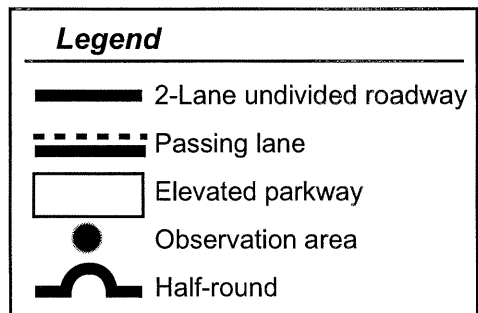 Legend
2-Lane undivided roadway
Passing lane
Elevated parkway
Observation area
Half-round